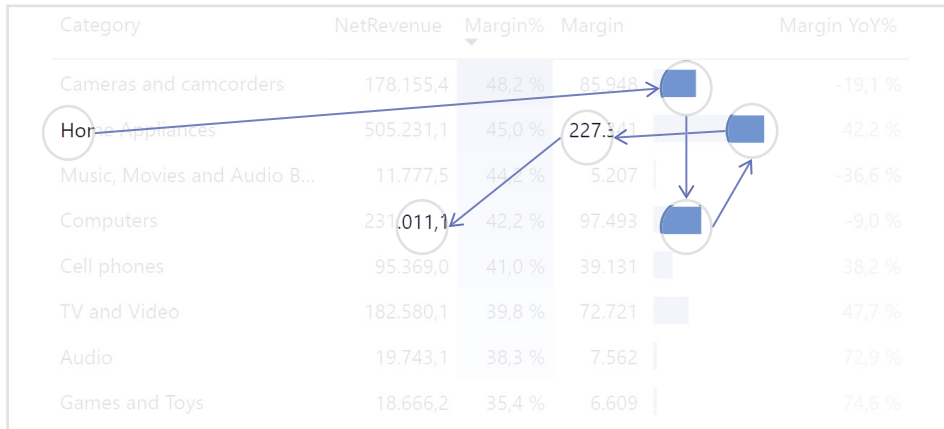 Category NetRevenue Margin% Margin Margin YoY%
Cameras and camcorders 178.155,4 48,2 % 85.948 -19,1 %
Home Appliances 505.231,1 45,0 % 227.341 42,2 %
Music, Movies and Audio B... 11.777,5 44,2 % 5.207 -36,6 %
Computers 231.011,1 42,2 % 97.493 -9,0 %
Cell phones 95.369,0 41,0 % 39.131 38,2 %
TV and Video 182.580,1 39,8 % 72.721 47,7 %
Audio 19.743,1 38,3 % 7.562 72,9 %
Games and Toys 18.666,2 35,4 % 6.609 74,6 %